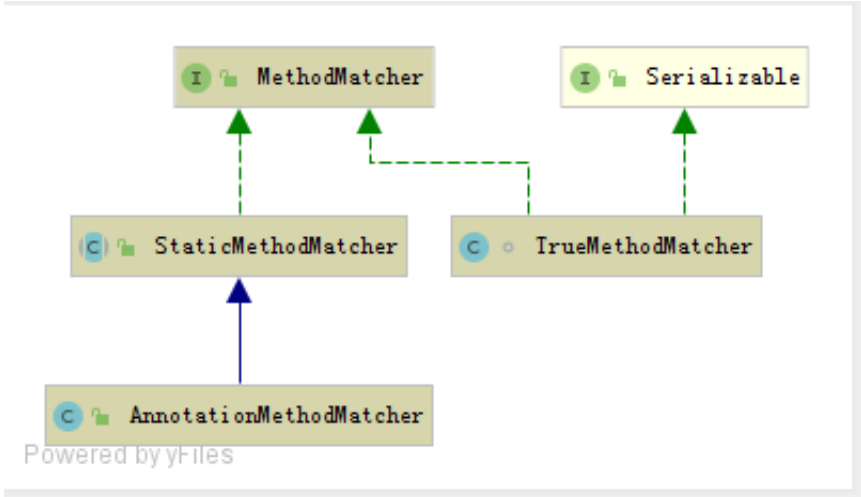 I MethodMatcher
I Serializable
C StaticMethodMatcher
C TrueMethodMatcher
C AnnotationMethodMatcher
Powered by yFiles